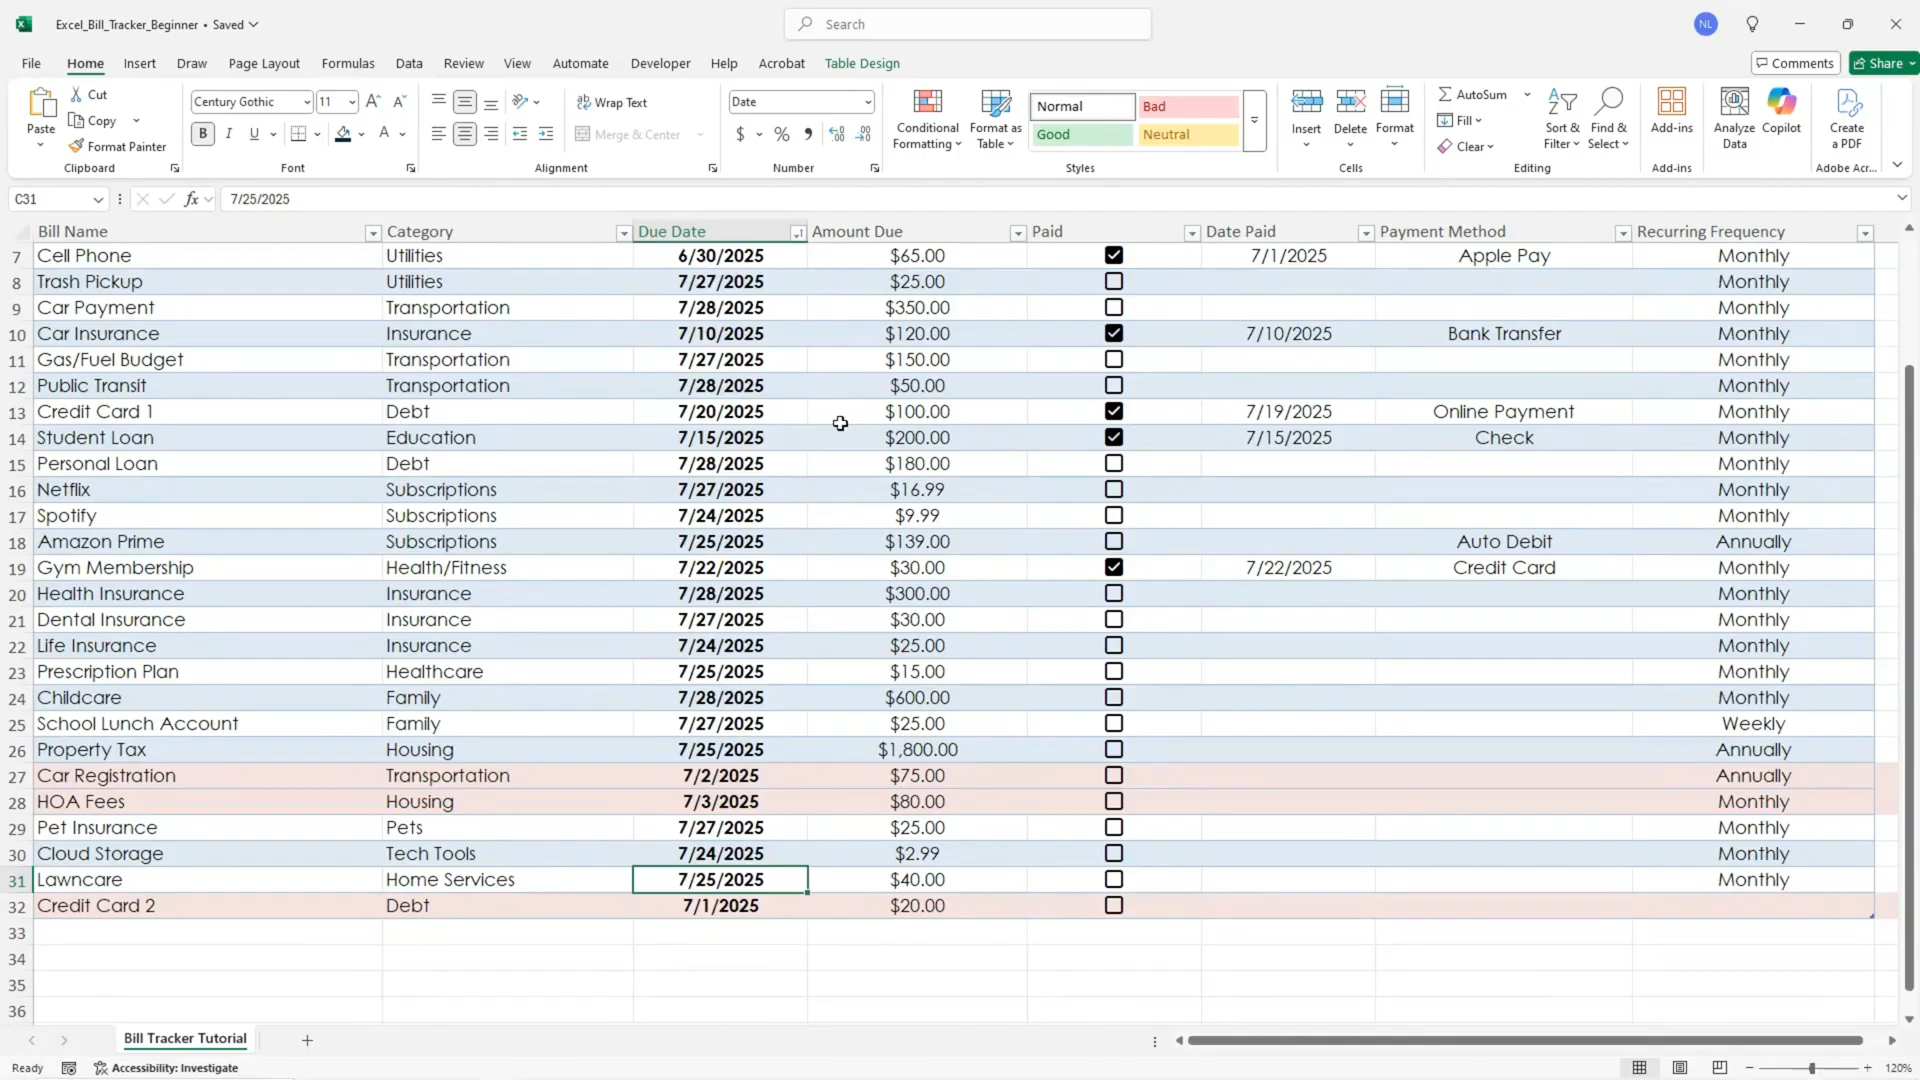 Excel_Bill_Tracker_Beginner • Saved
Search
NL
File Home Insert Draw Page Layout Formulas Data Review View Automate Developer Help Acrobat Table Design
Comments Share
Paste Cut Copy Format Painter Clipboard
Century Gothic 11 B I U A Font
Wrap Text Merge & Center Alignment
Date $ % Number
Conditional Formatting Format as Table Normal Bad Good Neutral Styles
Insert Delete Format Cells
AutoSum Fill Clear Sort & Filter Find & Select Editing
Add-ins Add-ins
Analyze Data Copilot
Create a PDF Adobe Acr...
C31 fx 7/25/2025
Bill Name Category Due Date Amount Due Paid Date Paid Payment Method Recurring Frequency
7 Cell Phone Utilities 6/30/2025 $65.00 7/1/2025 Apple Pay Monthly
8 Trash Pickup Utilities 7/27/2025 $25.00 Monthly
9 Car Payment Transportation 7/28/2025 $350.00 Monthly
10 Car Insurance Insurance 7/10/2025 $120.00 7/10/2025 Bank Transfer Monthly
11 Gas/Fuel Budget Transportation 7/27/2025 $150.00 Monthly
12 Public Transit Transportation 7/28/2025 $50.00 Monthly
13 Credit Card 1 Debt 7/20/2025 $100.00 7/19/2025 Online Payment Monthly
14 Student Loan Education 7/15/2025 $200.00 7/15/2025 Check Monthly
15 Personal Loan Debt 7/28/2025 $180.00 Monthly
16 Netflix Subscriptions 7/27/2025 $16.99 Monthly
17 Spotify Subscriptions 7/24/2025 $9.99 Monthly
18 Amazon Prime Subscriptions 7/25/2025 $139.00 Auto Debit Annually
19 Gym Membership Health/Fitness 7/22/2025 $30.00 7/22/2025 Credit Card Monthly
20 Health Insurance Insurance 7/28/2025 $300.00 Monthly
21 Dental Insurance Insurance 7/27/2025 $30.00 Monthly
22 Life Insurance Insurance 7/24/2025 $25.00 Monthly
23 Prescription Plan Healthcare 7/25/2025 $15.00 Monthly
24 Childcare Family 7/28/2025 $600.00 Monthly
25 School Lunch Account Family 7/27/2025 $25.00 Weekly
26 Property Tax Housing 7/25/2025 $1,800.00 Annually
27 Car Registration Transportation 7/2/2025 $75.00 Annually
28 HOA Fees Housing 7/3/2025 $80.00 Monthly
29 Pet Insurance Pets 7/27/2025 $25.00 Monthly
30 Cloud Storage Tech Tools 7/24/2025 $2.99 Monthly
31 Lawncare Home Services 7/25/2025 $40.00 Monthly
32 Credit Card 2 Debt 7/1/2025 $20.00
33
34
35
36
Bill Tracker Tutorial
Ready Accessibility: Investigate 120%